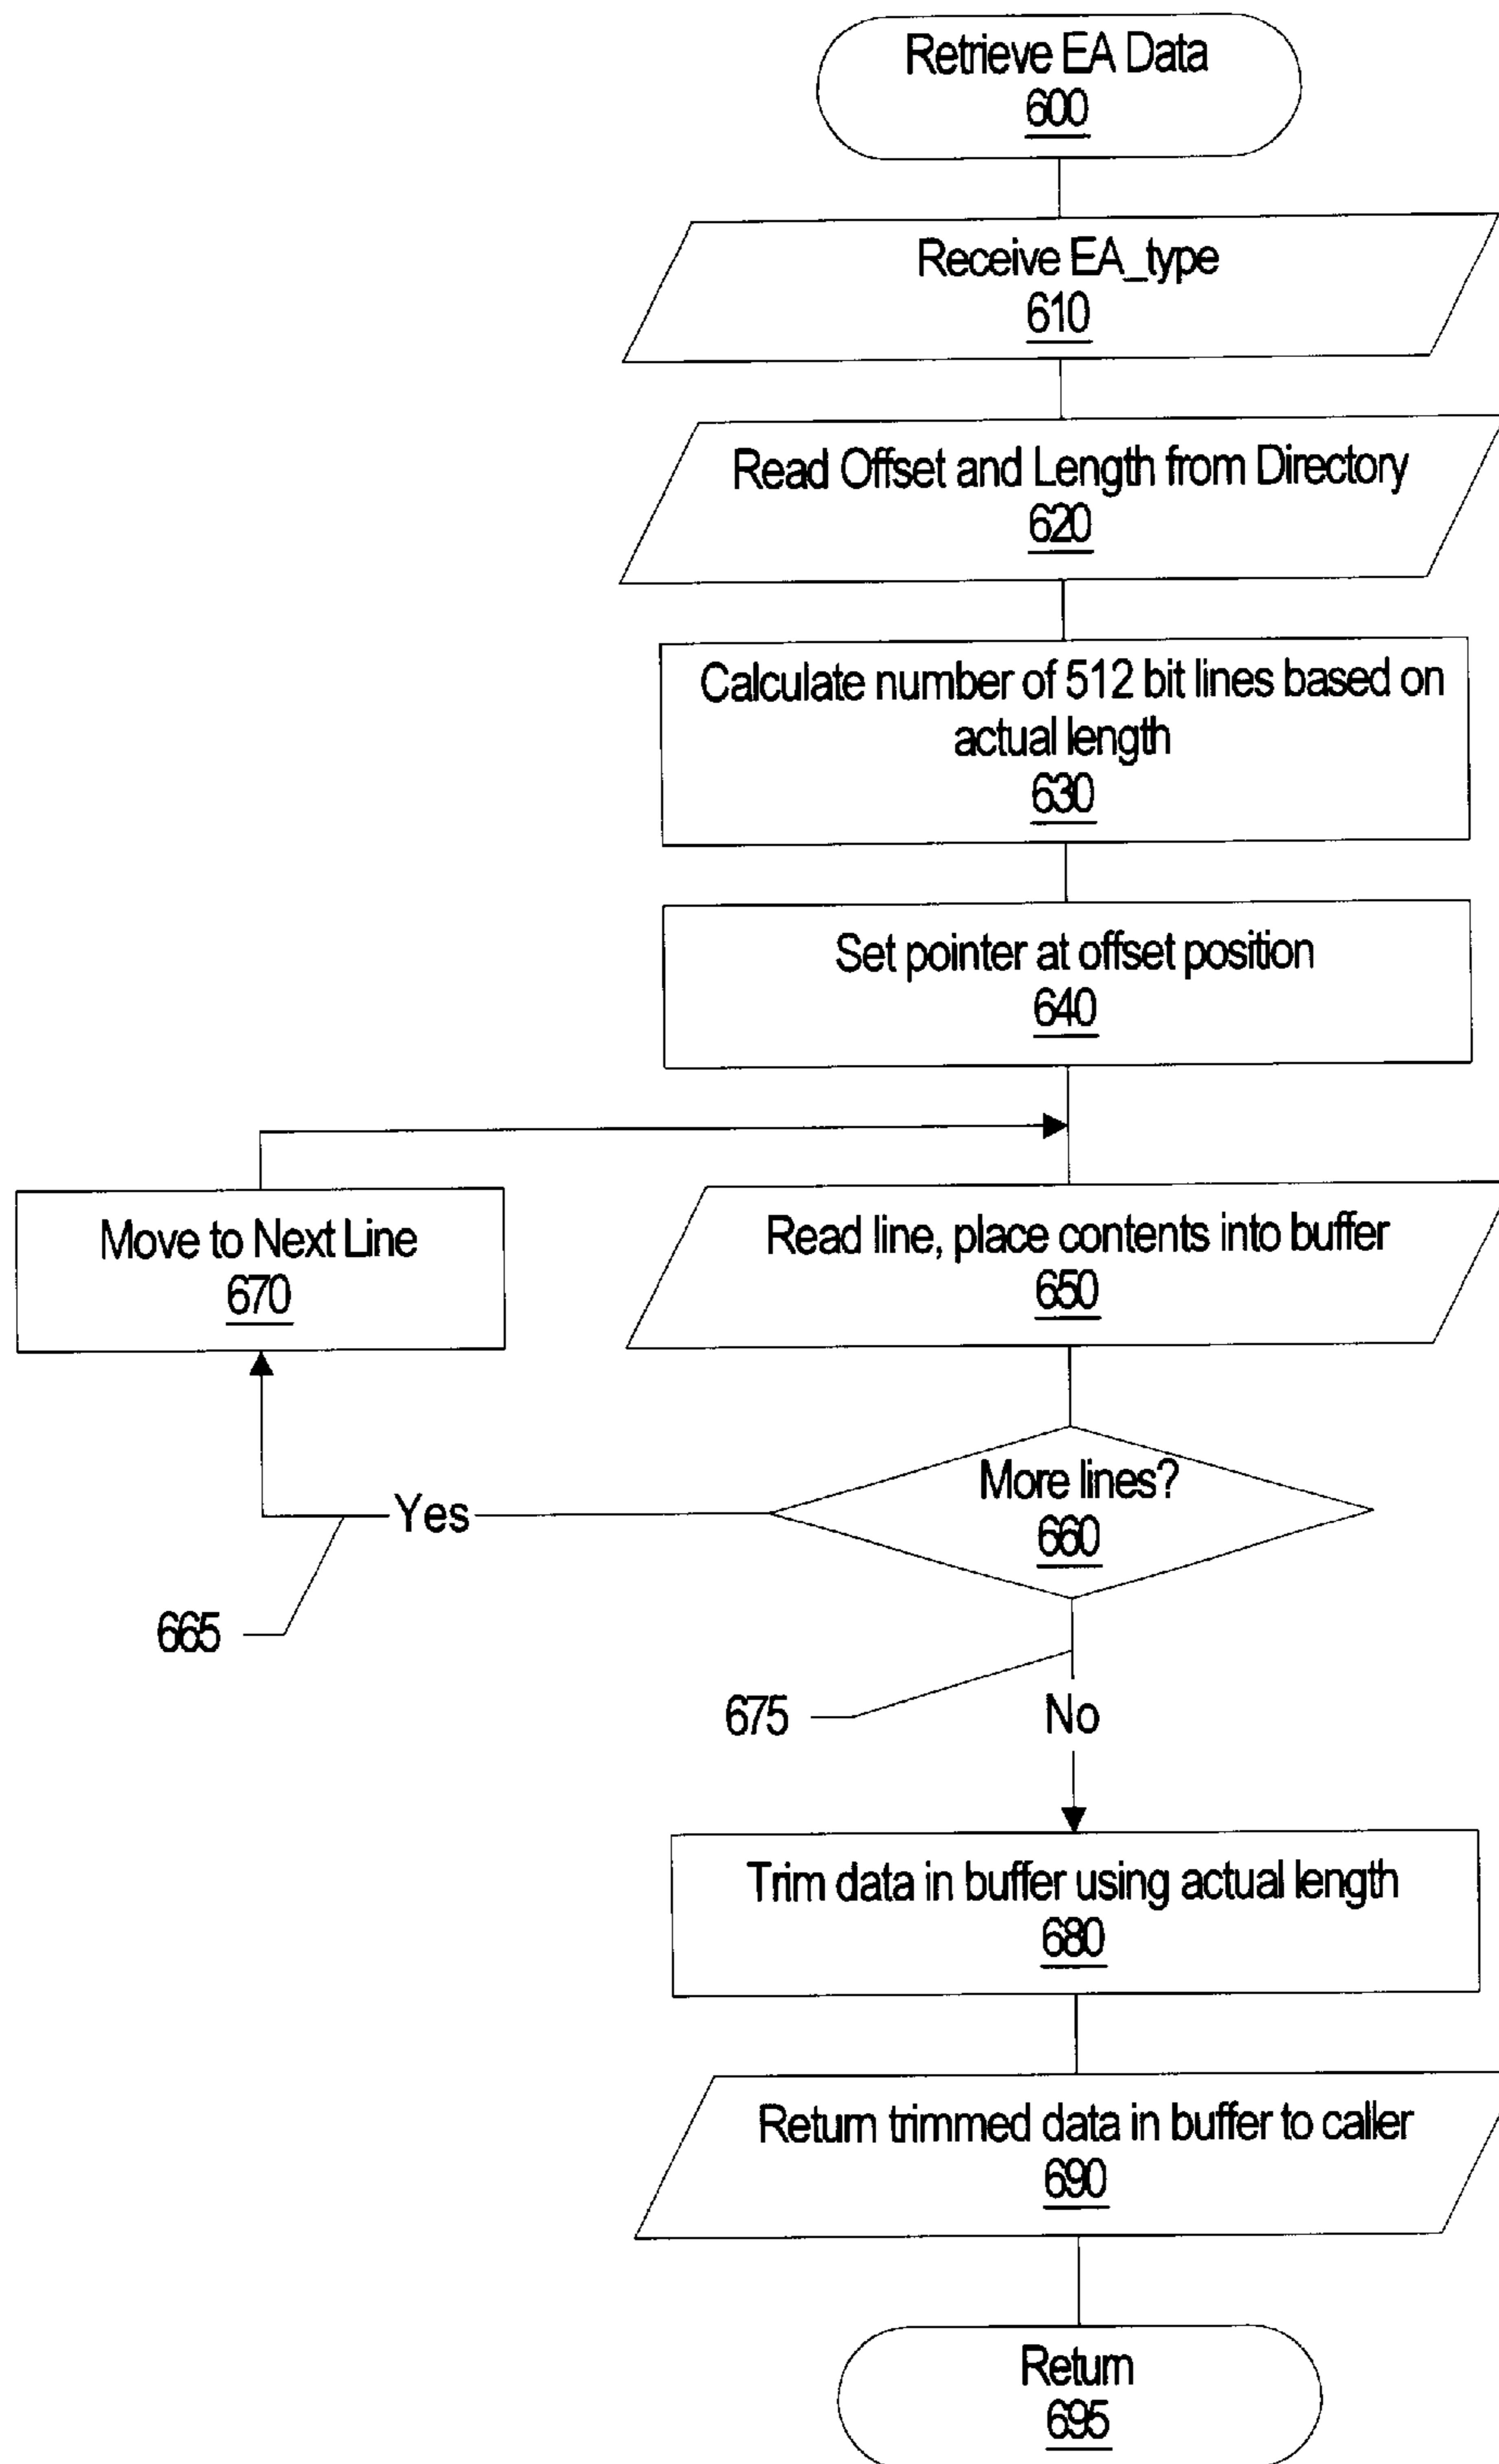 Retrieve EA Data
600
Receive EA_type
610
Read Offset and Length from Directory
620
Calculate number of 512 bit lines based on
actual length
630
Set pointer at offset position
640
Move to Next Line
670
Read line, place contents into buffer
650
More lines?
660
Yes
665
675
No
Trim data in buffer using actual length
680
Return trimmed data in buffer to caller
690
Return
695